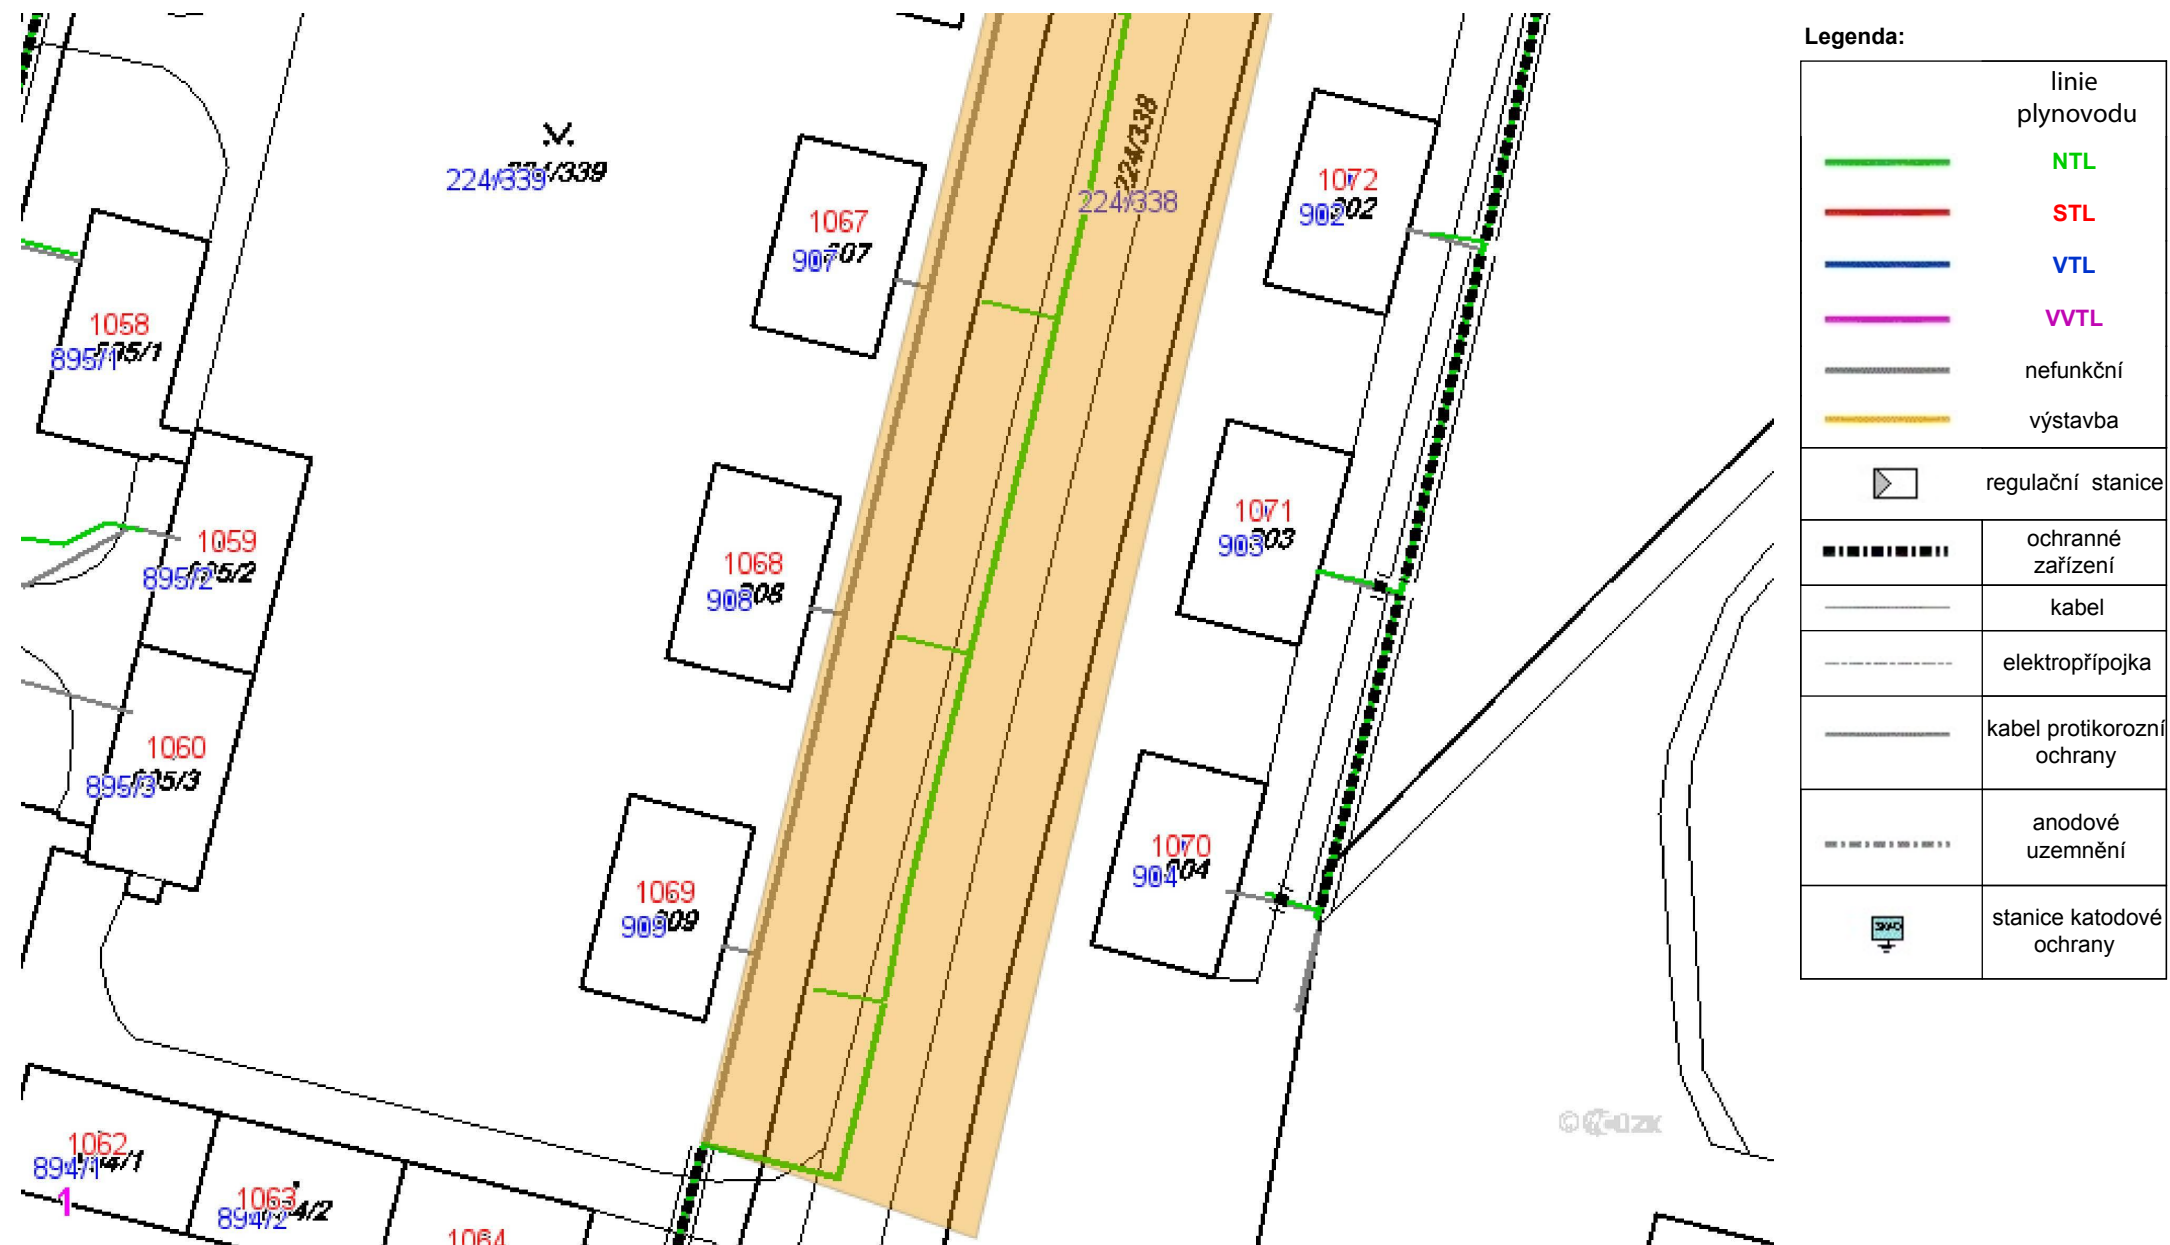 Legenda:
linie
plynovodu
NTL
STL
VTL
VVTL
nefunkční
výstavba
regulační stanice
ochranné
zařízení
kabel
elektropřípojka
kabel protikorozní
ochrany
anodové
uzemnění
stanice katodové
ochrany
224/339
1067
907
224/338
224/338
1072
902
1058
895/1
1059
895/2
1068
908
1071
903
1060
895/3
1069
909
1070
904
1062
894/1
1
1063
894/2
1064